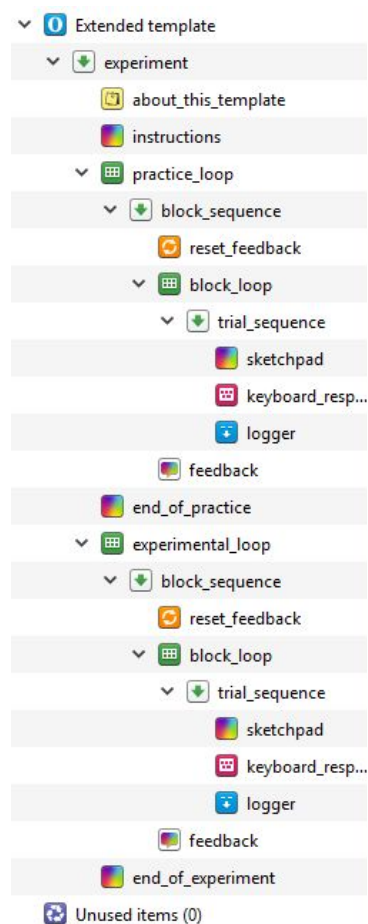 Extended template
experiment
about_this_template
instructions
practice_loop
block_sequence
reset_feedback
block_loop
trial_sequence
sketchpad
keyboard_resp...
logger
feedback
end_of_practice
experimental_loop
block_sequence
reset_feedback
block_loop
trial_sequence
sketchpad
keyboard_resp...
logger
feedback
end_of_experiment
Unused items (0)